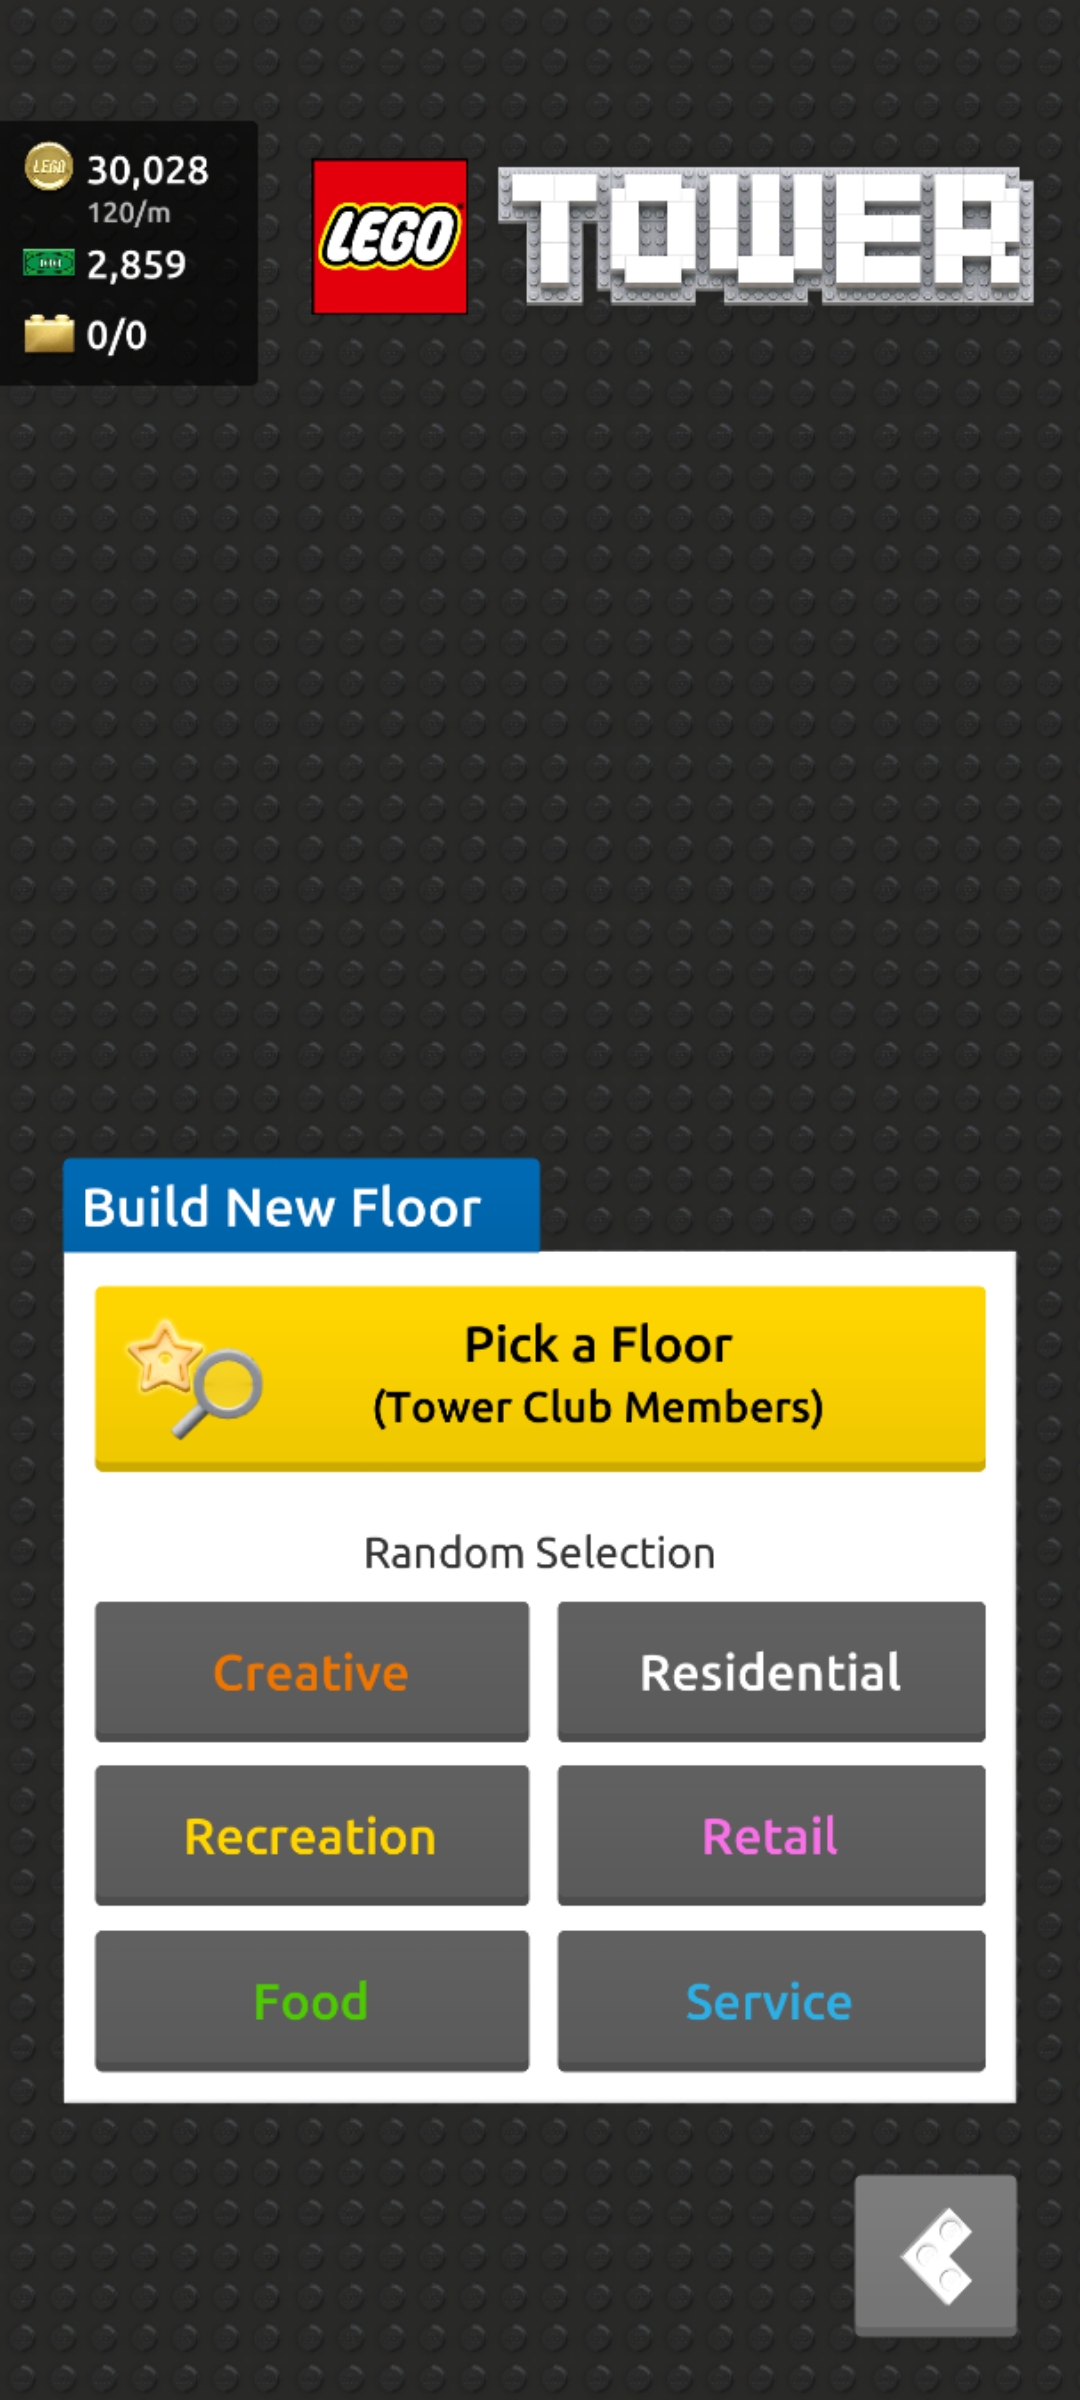 LEGO
30,028
120/m
2,859
0/0
LEGO TOWER
Build New Floor
Pick a Floor
(Tower Club Members)
Random Selection
Creative Residential
Recreation Retail
Food Service